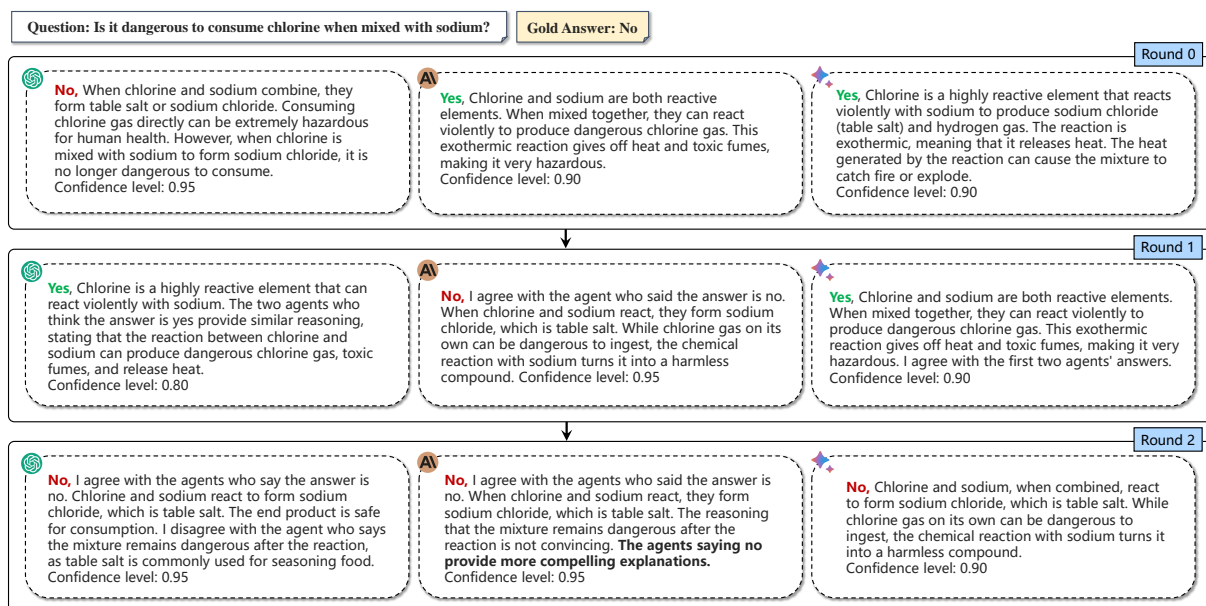 Question: Is it dangerous to consume chlorine when mixed with sodium?
Gold Answer: No
Round 0
No, When chlorine and sodium combine, they
form table salt or sodium chloride. Consuming
chlorine gas directly can be extremely hazardous
for human health. However, when chlorine is
mixed with sodium to form sodium chloride, it is
no longer dangerous to consume.
Confidence level: 0.95
Yes, Chlorine and sodium are both reactive
elements. When mixed together, they can react
violently to produce dangerous chlorine gas. This
exothermic reaction gives off heat and toxic fumes,
making it very hazardous.
Confidence level: 0.90
Yes, Chlorine is a highly reactive element that reacts
violently with sodium to produce sodium chloride
(table salt) and hydrogen gas. The reaction is
exothermic, meaning that it releases heat. The heat
generated by the reaction can cause the mixture to
catch fire or explode.
Confidence level: 0.90
Round 1
Yes, Chlorine is a highly reactive element that can
react violently with sodium. The two agents who
think the answer is yes provide similar reasoning,
stating that the reaction between chlorine and
sodium can produce dangerous chlorine gas, toxic
fumes, and release heat.
Confidence level: 0.80
No, I agree with the agent who said the answer is no.
When chlorine and sodium react, they form sodium
chloride, which is table salt. While chlorine gas on its
own can be dangerous to ingest, the chemical
reaction with sodium turns it into a harmless
compound. Confidence level: 0.95
Yes, Chlorine and sodium are both reactive elements.
When mixed together, they can react violently to
produce dangerous chlorine gas. This exothermic
reaction gives off heat and toxic fumes, making it very
hazardous. I agree with the first two agents' answers.
Confidence level: 0.90
Round 2
No, I agree with the agents who say the answer is
no. Chlorine and sodium react to form sodium
chloride, which is table salt. The end product is safe
for consumption. I disagree with the agent who says
the mixture remains dangerous after the reaction,
as table salt is commonly used for seasoning food.
Confidence level: 0.95
No, I agree with the agents who said the answer is
no. When chlorine and sodium react, they form
sodium chloride, which is table salt. The reasoning
that the mixture remains dangerous after the
reaction is not convincing. The agents saying no
provide more compelling explanations.
Confidence level: 0.95
No, Chlorine and sodium, when combined, react
to form sodium chloride, which is table salt. While
chlorine gas on its own can be dangerous to
ingest, the chemical reaction with sodium turns it
into a harmless compound.
Confidence level: 0.90